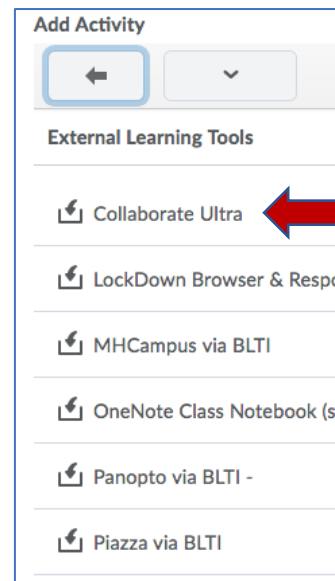 Add Activity
External Learning Tools
Collaborate Ultra
LockDown Browser & Respo
MHCampus via BLTI
OneNote Class Notebook (s
Panopto via BLTI -
Piazza via BLTI